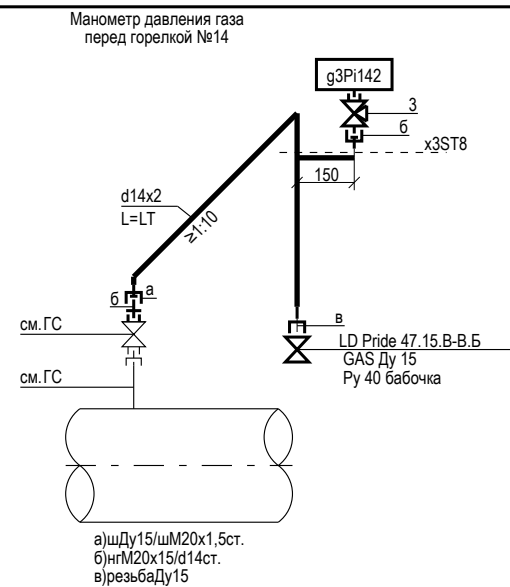 Манометр давления газа
перед горелкой №14
g3Pi142
3
б
x3ST8
150
d14x2
L=LT
≥1:10
а
б
см.ГС
в
LD Pride 47.15.В-В.Б
GAS Ду 15
Ру 40 бабочка
см.ГС
а)шДу15/шМ20х1,5ст.
б)нгМ20х15/d14ст.
в)резьбаДу15